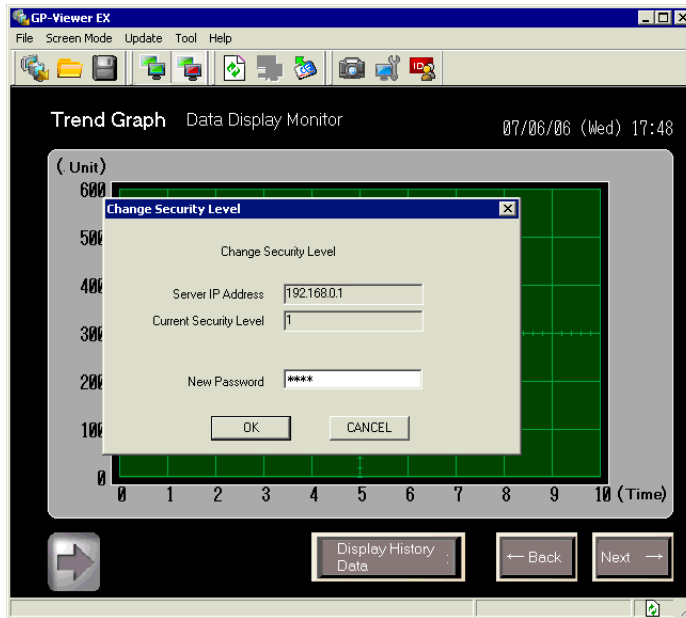 GP-Viewer EX
File Screen Mode Update Tool Help
ID
Trend Graph Data Display Monitor
07/06/06 (Wed) 17:48
(. Unit)
600
Change Security Level
500
Change Security Level
400
Server IP Address 192.168.0.1
Current Security Level 1
300
200
New Password ****
100
OK CANCEL
0
0 1 2 3 4 5 6 7 8 9 10 (Time)
Display History :
Data
← Back
Next →